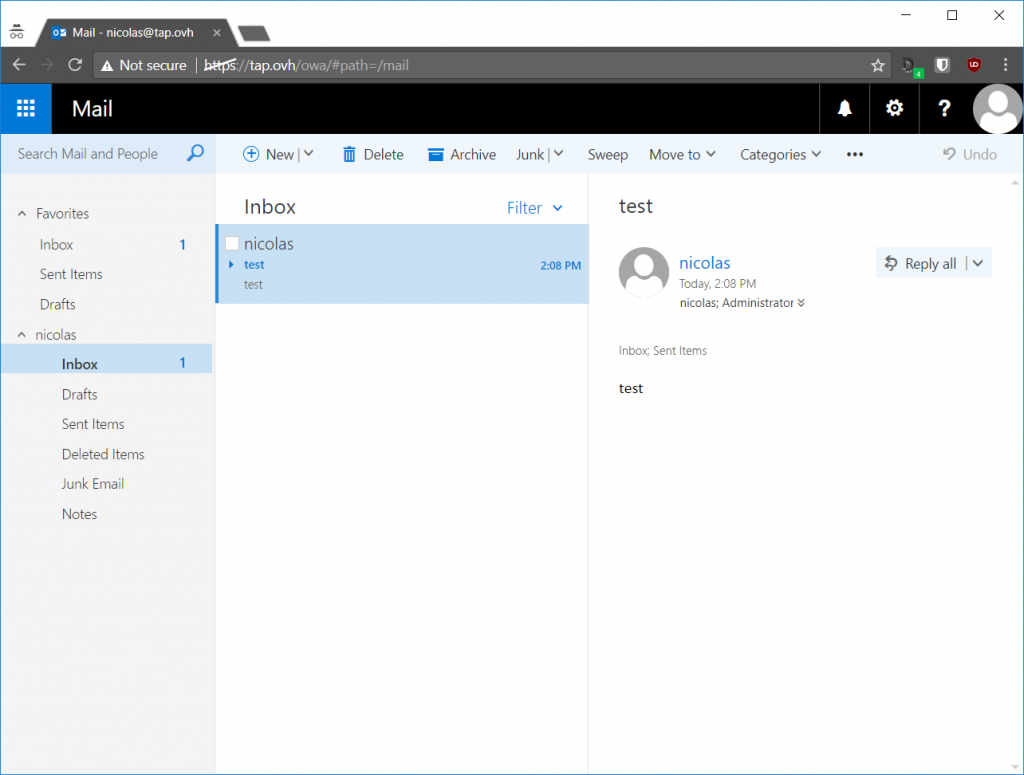 Mail - nicolas@tap.ovh
Not secure | https://tap.ovh/owa/#path=/mail
4
UD
Mail
?
Search Mail and People
New
Delete
Archive
Junk
Sweep
Move to
Categories
Undo
Favorites
Inbox 1
Sent Items
Drafts
nicolas
Inbox 1
Drafts
Sent Items
Deleted Items
Junk Email
Notes
Inbox
Filter
nicolas
test 2:08 PM
test
test
nicolas
Today, 2:08 PM
nicolas; Administrator
Reply all
Inbox; Sent Items
test